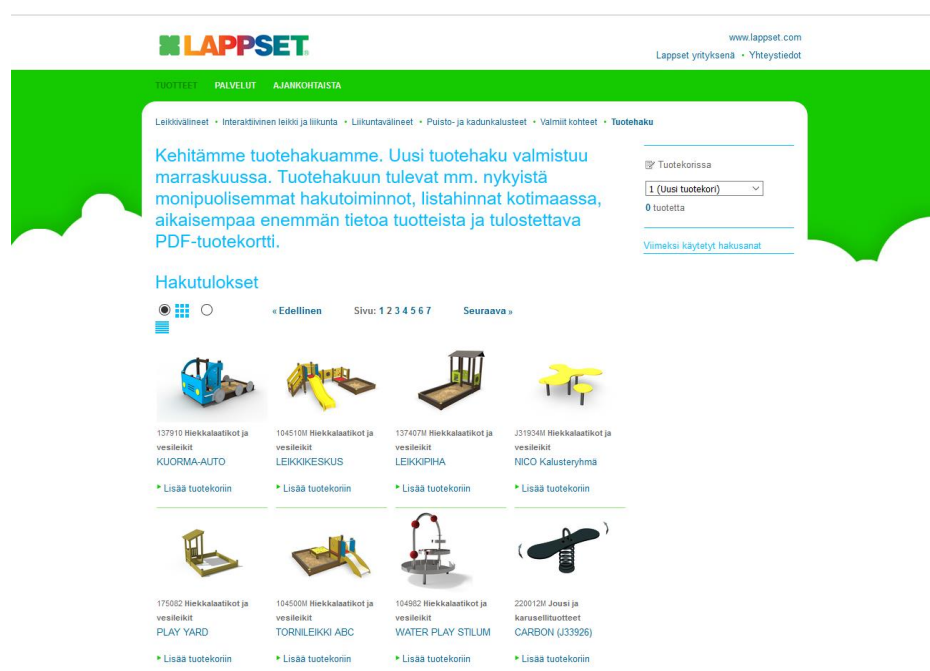 LAPPSET
www.lappset.com
Lappset yrityksenä • Yhteystiedot
TUOTTEET PALVELUT AJANKOHTAISTA
Leikkivälineet • Interaktiivinen leikki ja liikunta • Liikuntavälineet • Puisto- ja kadunkalusteet • Valmiit kohteet • Tuotehaku
Kehitämme tuotehakuamme. Uusi tuotehaku valmistuu
marraskuussa. Tuotehakuun tulevat mm. nykyistä
monipuolisemmat hakutoiminnot, listahinnat kotimaassa,
aikaisempaa enemmän tietoa tuotteista ja tulostettava
PDF-tuotekortti.
Tuotekorissa
1 (Uusi tuotekori)
0 tuotetta
Viimeksi käytetyt hakusanat
Hakutulokset
« Edellinen Sivu: 1 2 3 4 5 6 7 Seuraava »
137910 Hiekkalaatikot ja
vesileikit
KUORMA-AUTO
Lisää tuotekoriin
104510M Hiekkalaatikot ja
vesileikit
LEIKKIKESKUS
Lisää tuotekoriin
137407M Hiekkalaatikot ja
vesileikit
LEIKKIPIHA
Lisää tuotekoriin
J31934M Hiekkalaatikot ja
vesileikit
NICO Kalusteryhmä
Lisää tuotekoriin
175082 Hiekkalaatikot ja
vesileikit
PLAY YARD
Lisää tuotekoriin
104500M Hiekkalaatikot ja
vesileikit
TORNILEIKKI ABC
Lisää tuotekoriin
104982 Hiekkalaatikot ja
vesileikit
WATER PLAY STILUM
Lisää tuotekoriin
220012M Jousi ja
karusellituotteet
CARBON (J33926)
Lisää tuotekoriin